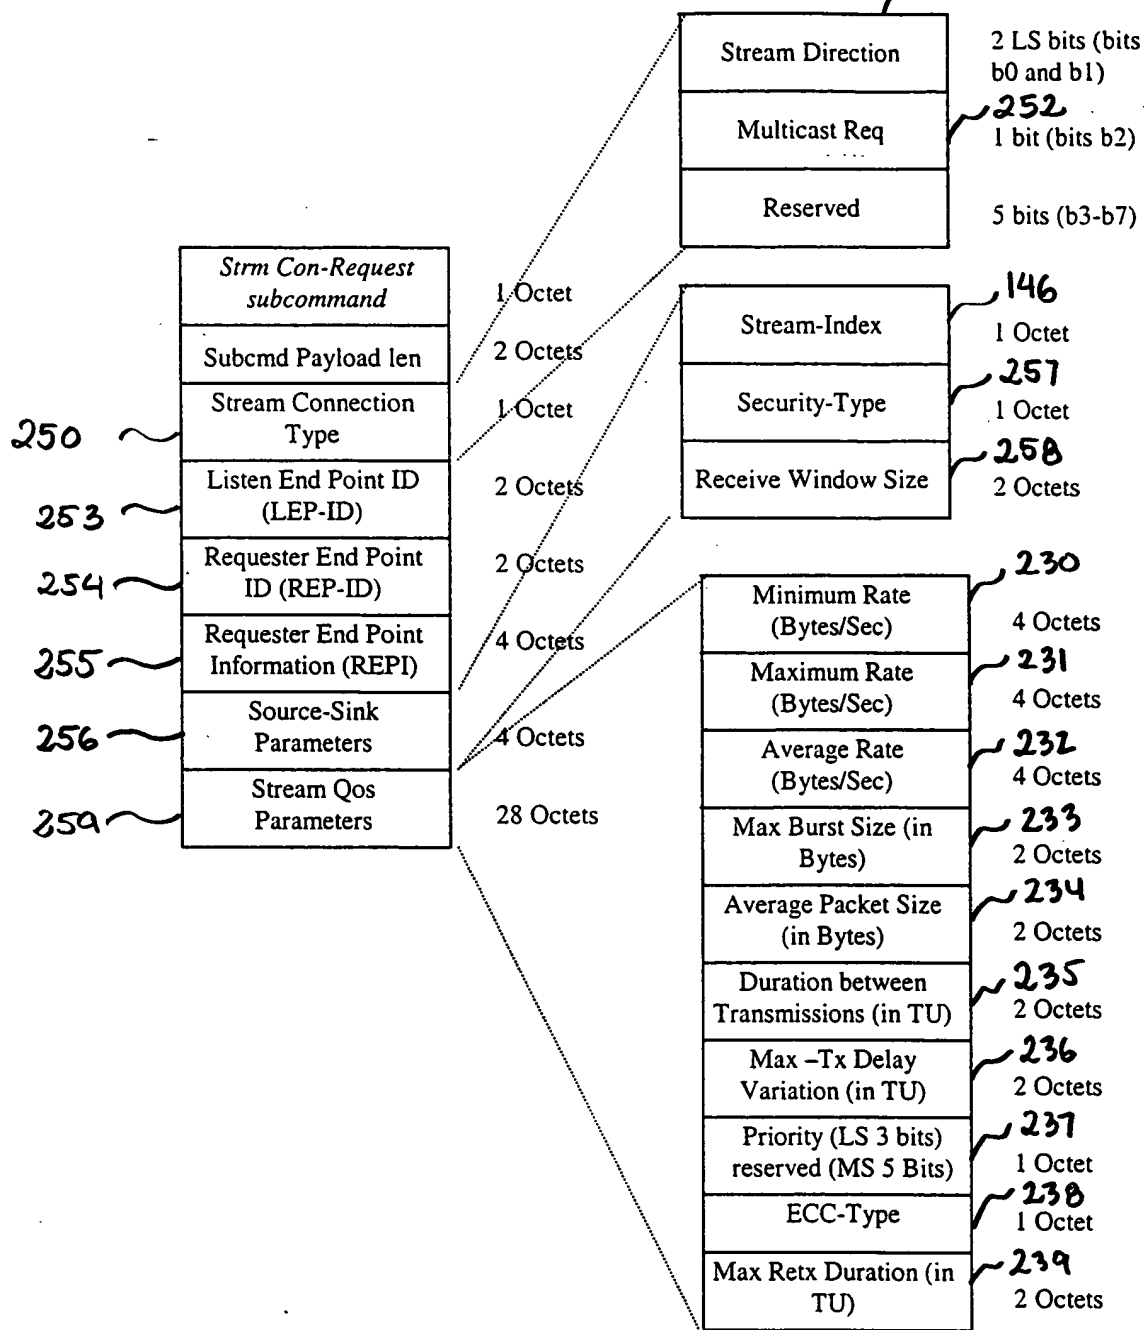 Stream Direction
2 LS bits (bits
b0 and b1)
252
Multicast Req
1 bit (bits b2)
Reserved
5 bits (b3-b7)
Strm Con-Request
subcommand
1 Octet
Subcmd Payload len
2 Octets
250
Stream Connection
Type
1 Octet
253
Listen End Point ID
(LEP-ID)
2 Octets
254
Requester End Point
ID (REP-ID)
2 Octets
255
Requester End Point
Information (REPI)
4 Octets
256
Source-Sink
Parameters
4 Octets
259
Stream Qos
Parameters
28 Octets
146
Stream-Index
1 Octet
257
Security-Type
1 Octet
258
Receive Window Size
2 Octets
230
Minimum Rate
(Bytes/Sec)
4 Octets
231
Maximum Rate
(Bytes/Sec)
4 Octets
232
Average Rate
(Bytes/Sec)
4 Octets
233
Max Burst Size (in
Bytes)
2 Octets
234
Average Packet Size
(in Bytes)
2 Octets
235
Duration between
Transmissions (in TU)
2 Octets
236
Max –Tx Delay
Variation (in TU)
2 Octets
237
Priority (LS 3 bits)
reserved (MS 5 Bits)
1 Octet
238
ECC-Type
1 Octet
239
Max Retx Duration (in
TU)
2 Octets